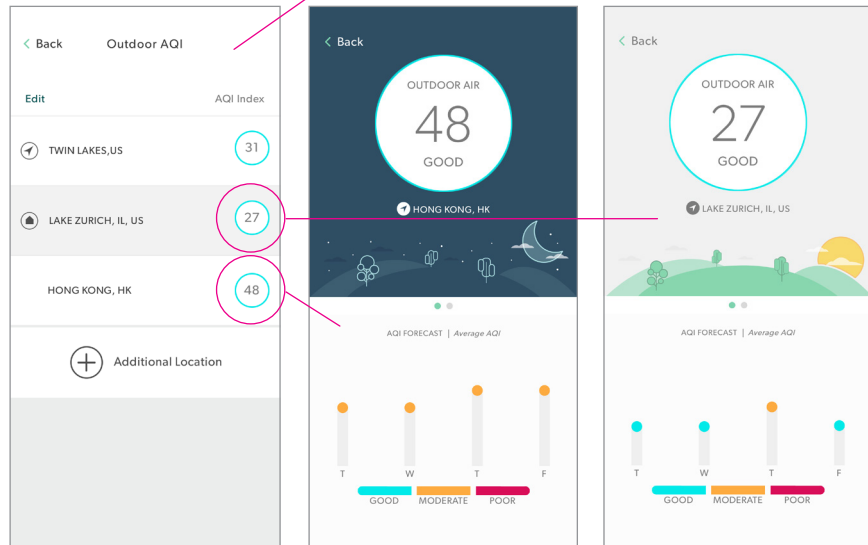 Back
Outdoor AQI
Edit
AQI Index
TWIN LAKES,US
31
LAKE ZURICH, IL, US
27
HONG KONG, HK
48
Additional Location
Back
OUTDOOR AIR
48
GOOD
HONG KONG, HK
AQI FORECAST | Average AQI
T W T F
GOOD MODERATE POOR
Back
OUTDOOR AIR
27
GOOD
LAKE ZURICH, IL, US
AQI FORECAST | Average AQI
T W T F
GOOD MODERATE POOR